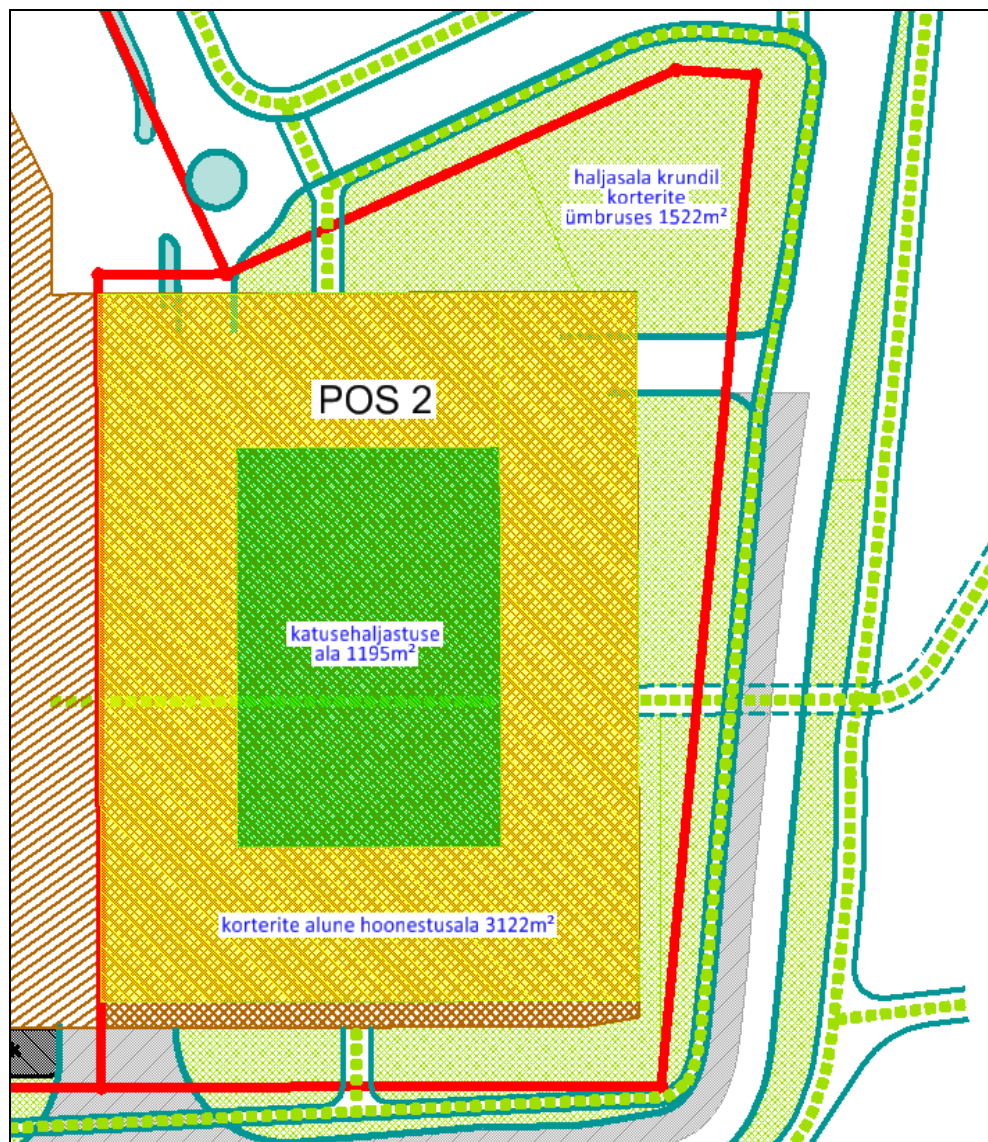 haljasala krundil
korterite
ümbruses 1522m²
POS 2
katusehaljastuse
ala 1195m²
korterite alune hoonestusala 3122m²
k